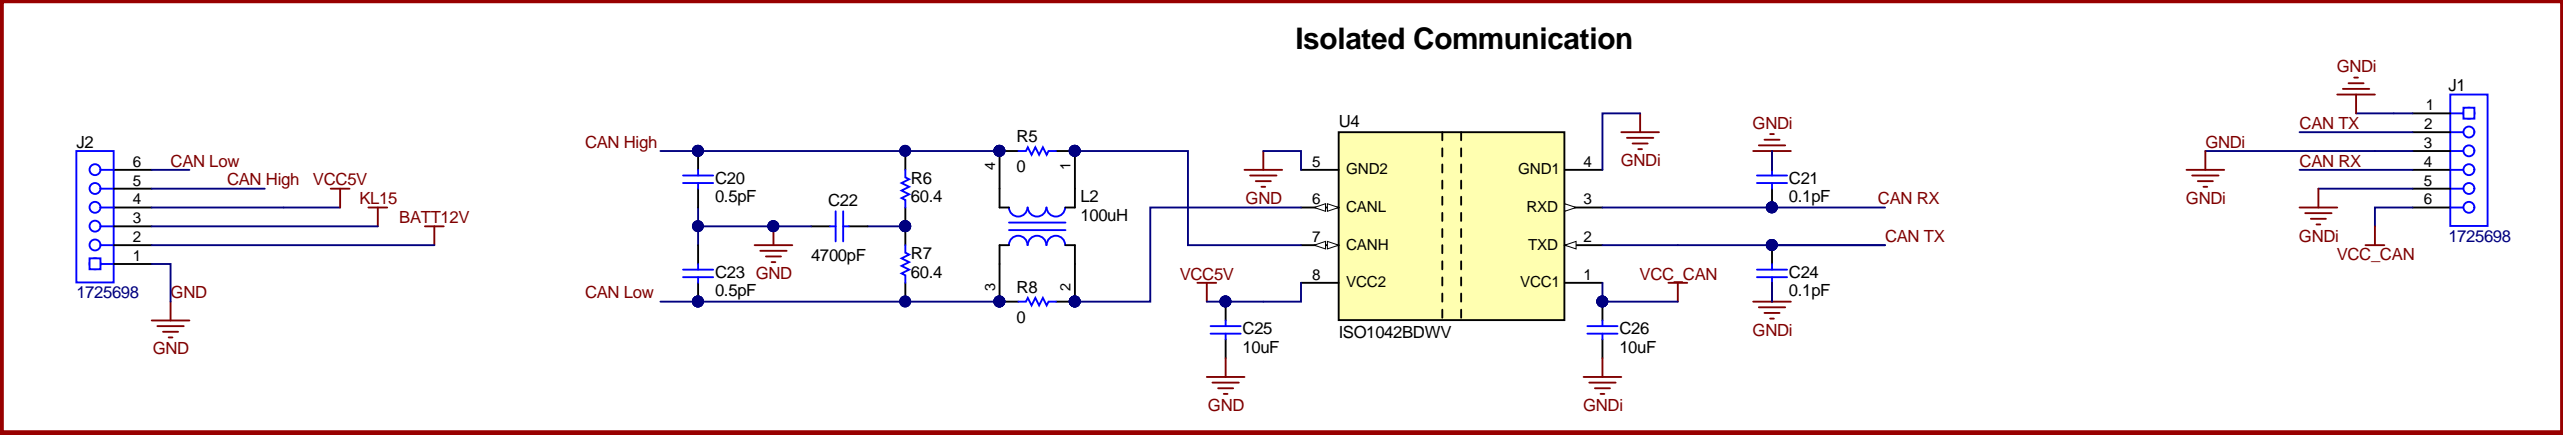 Isolated Communication
J2
6
CAN Low
5
CAN High
4
VCC5V
3
KL15
2
BATT12V
1
1725698
GND
GND
CAN High
CAN Low
C20
0.5pF
C23
0.5pF
GND
C22
4700pF
R6
60.4
R7
60.4
R5
0
4
1
L2
100uH
3
2
R8
0
U4
GND
5
GND2
6
CANL
7
CANH
8
VCC2
GND1
4
RXD
3
TXD
2
VCC1
1
ISO1042BDWV
VCC5V
C25
10uF
GND
GNDi
VCC_CAN
C26
10uF
GNDi
GNDi
C21
0.1pF
CAN RX
CAN TX
C24
0.1pF
GNDi
GNDi
J1
1
CAN TX
2
GNDi
3
CAN RX
4
5
6
GNDi
GNDi
VCC_CAN
1725698